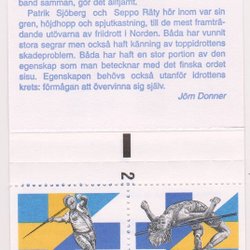 band samman, gör det alltjämt.
Patrik Sjöberg och Seppo Räty hör inom var sin
gren, höjdhopp och spjutkastning, till de mest framträ-
dande utövarna av friidrott i Norden. Båda har vunnit
stora segrar men också haft känning av toppidrottens
skadeproblem. Båda har haft en stor portion av den
egenskap som man betecknar med det finska ordet
sisu. Egenskapen behövs också utanför idrottens
krets: förmågan att övervinna sig själv.
Jörn Donner
2